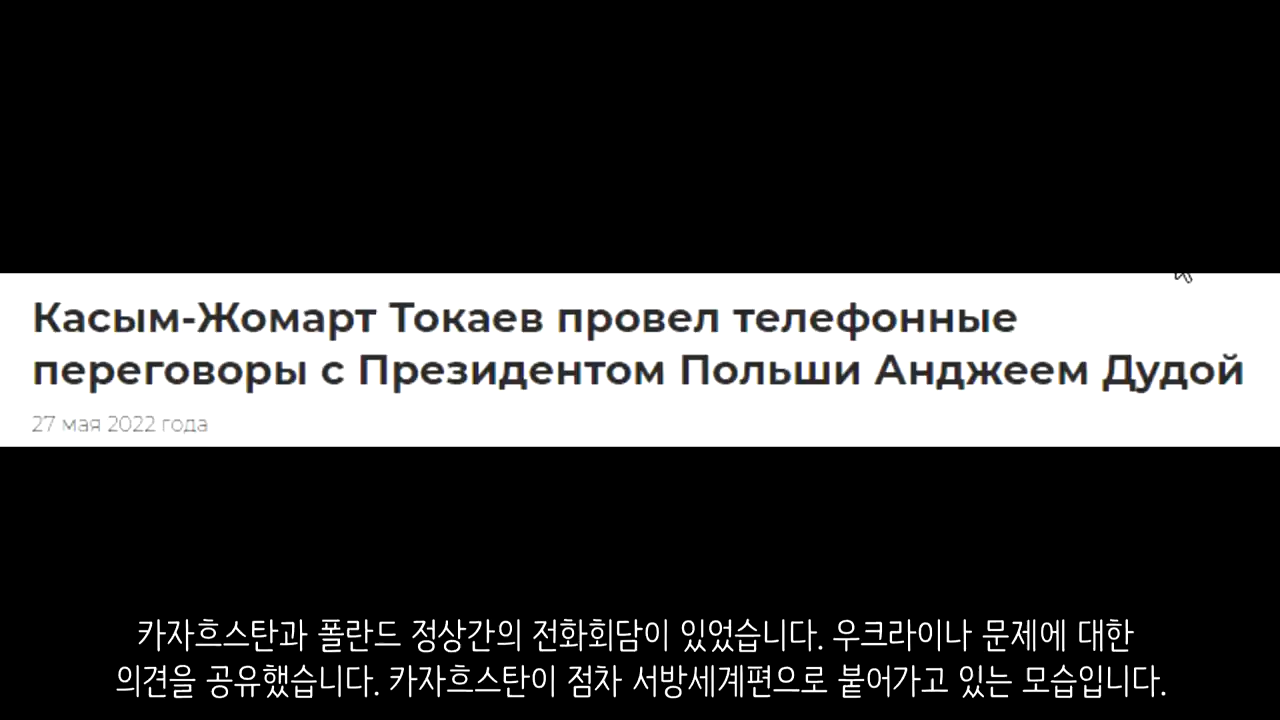 Касым-Жомарт Токаев провел телефонные
переговоры с Президентом Польши Анджеем Дудой
27 мая 2022 года
카자흐스탄과 폴란드 정상간의 전화회담이 있었습니다. 우크라이나 문제에 대한
의견을 공유했습니다. 카자흐스탄이 점차 서방세계편으로 붙어가고 있는 모습입니다.